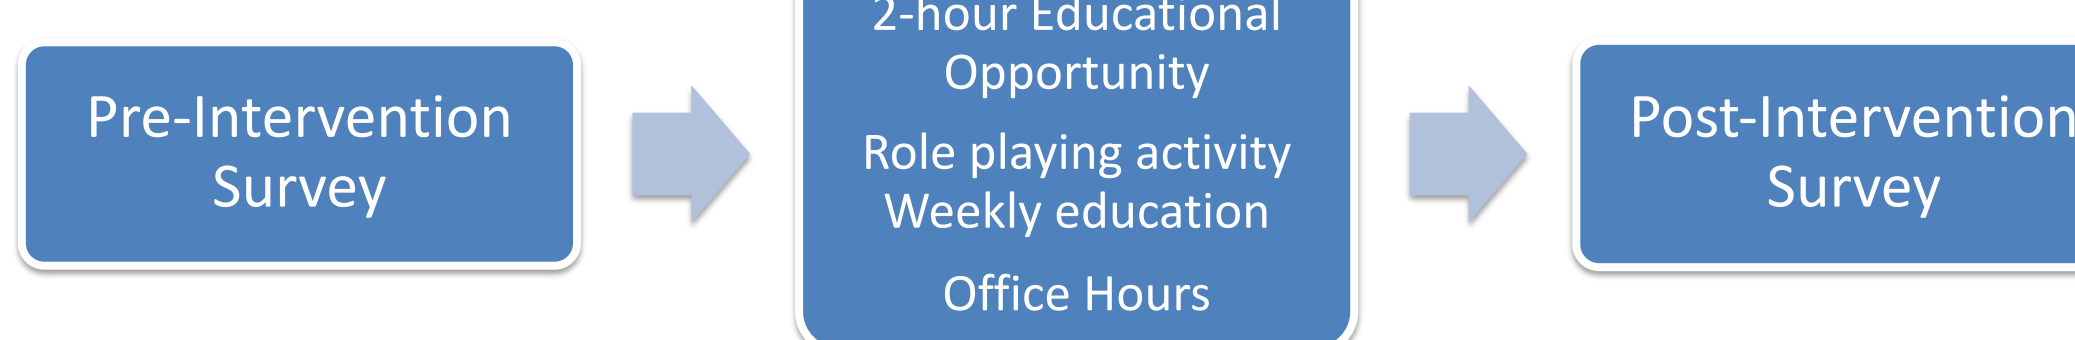 Pre-Intervention
Survey
2-hour Educational
Opportunity
Role playing activity
Weekly education
Office Hours
Post-Intervention
Survey